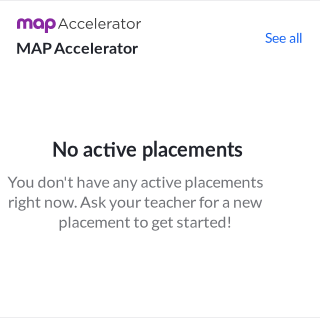 map Accelerator
MAP Accelerator
See all
No active placements
You don't have any active placements
right now. Ask your teacher for a new
placement to get started!